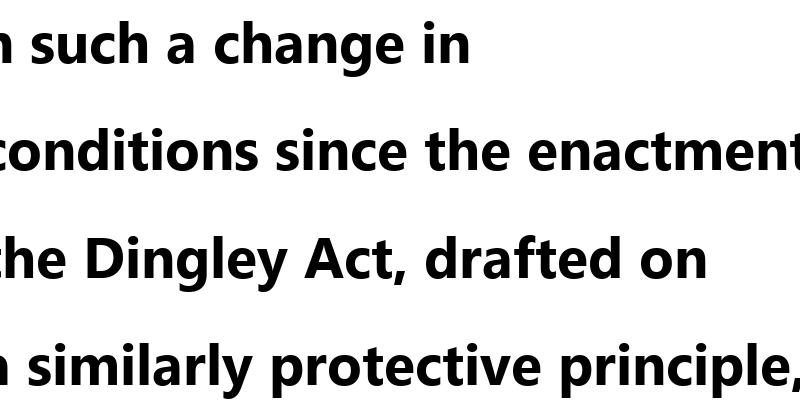 such a change in
conditions since the enactment
the Dingley Act, drafted on
similarly protective principle,